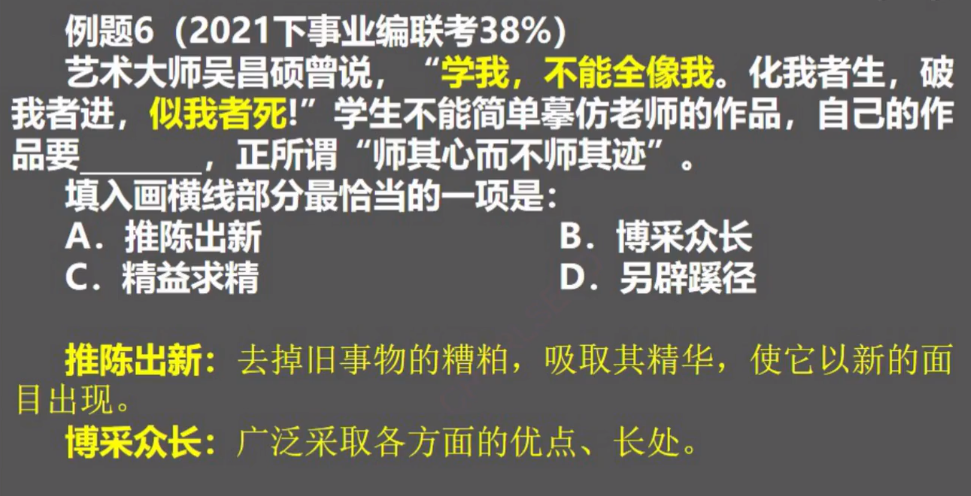 例题6（2021下事业编联考38%）
艺术大师吴昌硕曾说，“学我，不能全像我。化我者生，破
我者进，似我者死！”学生不能简单摹仿老师的作品，自己的作
品要_______，正所谓“师其心而不师其迹”。
填入画横线部分最恰当的一项是：
A．推陈出新 B．博采众长
C．精益求精 D．另辟蹊径
推陈出新：去掉旧事物的糟粕，吸取其精华，使它以新的面
目出现。
博采众长：广泛采取各方面的优点、长处。